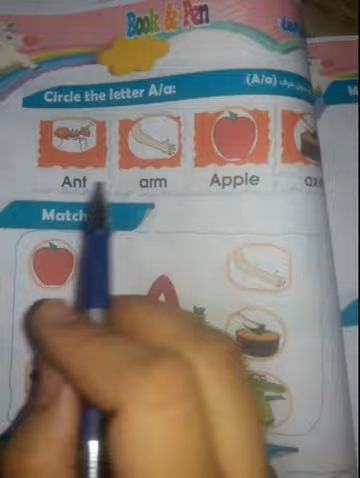 Book & Pen
Circle the letter A/a:
(A/a)
Ant arm Apple
Match